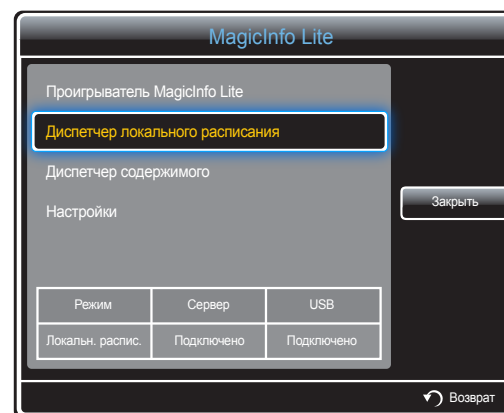 MagicInfo Lite
Проигрыватель MagicInfo Lite
Диспетчер локального расписания
Диспетчер содержимого
Настройки
Закрыть
Режим Сервер USB
Локальн. распис. Подключено Подключено
Возврат